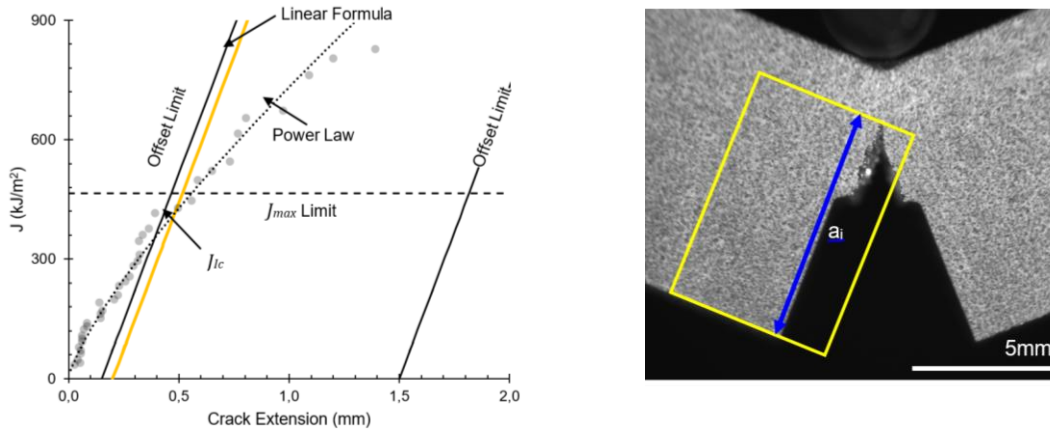 900
600
300
0
J (kJ/m²)
0,0
0,5
1,0
1,5
2,0
Crack Extension (mm)
Linear Formula
Offset Limit
Power Law
Offset Limit
Jmax Limit
JIc
ai
5mm